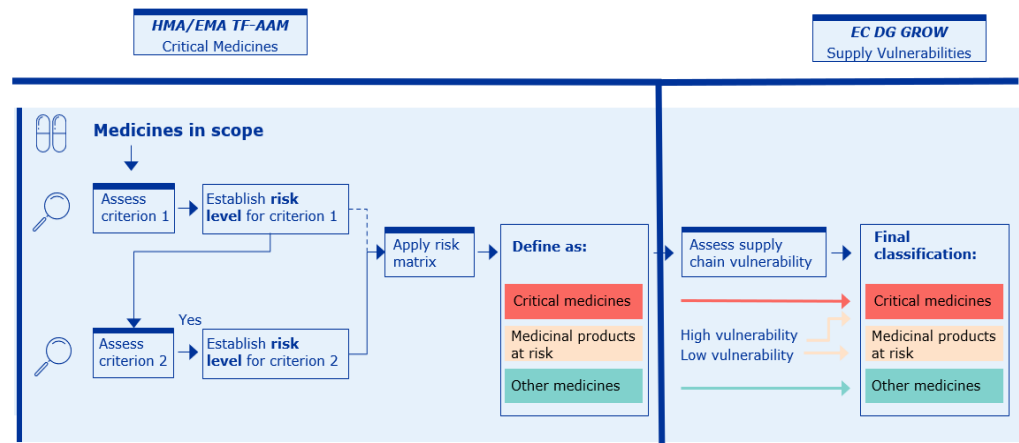 HMA/EMA TF-AAM
Critical Medicines
EC DG GROW
Supply Vulnerabilities
Medicines in scope
Assess
criterion 1
Establish risk
level for criterion 1
Apply risk
matrix
Define as:
Critical medicines
Medicinal products
at risk
Other medicines
Assess
criterion 2
Yes
Establish risk
level for criterion 2
Assess supply
chain vulnerability
High vulnerability
Low vulnerability
Final
classification:
Critical medicines
Medicinal products
at risk
Other medicines